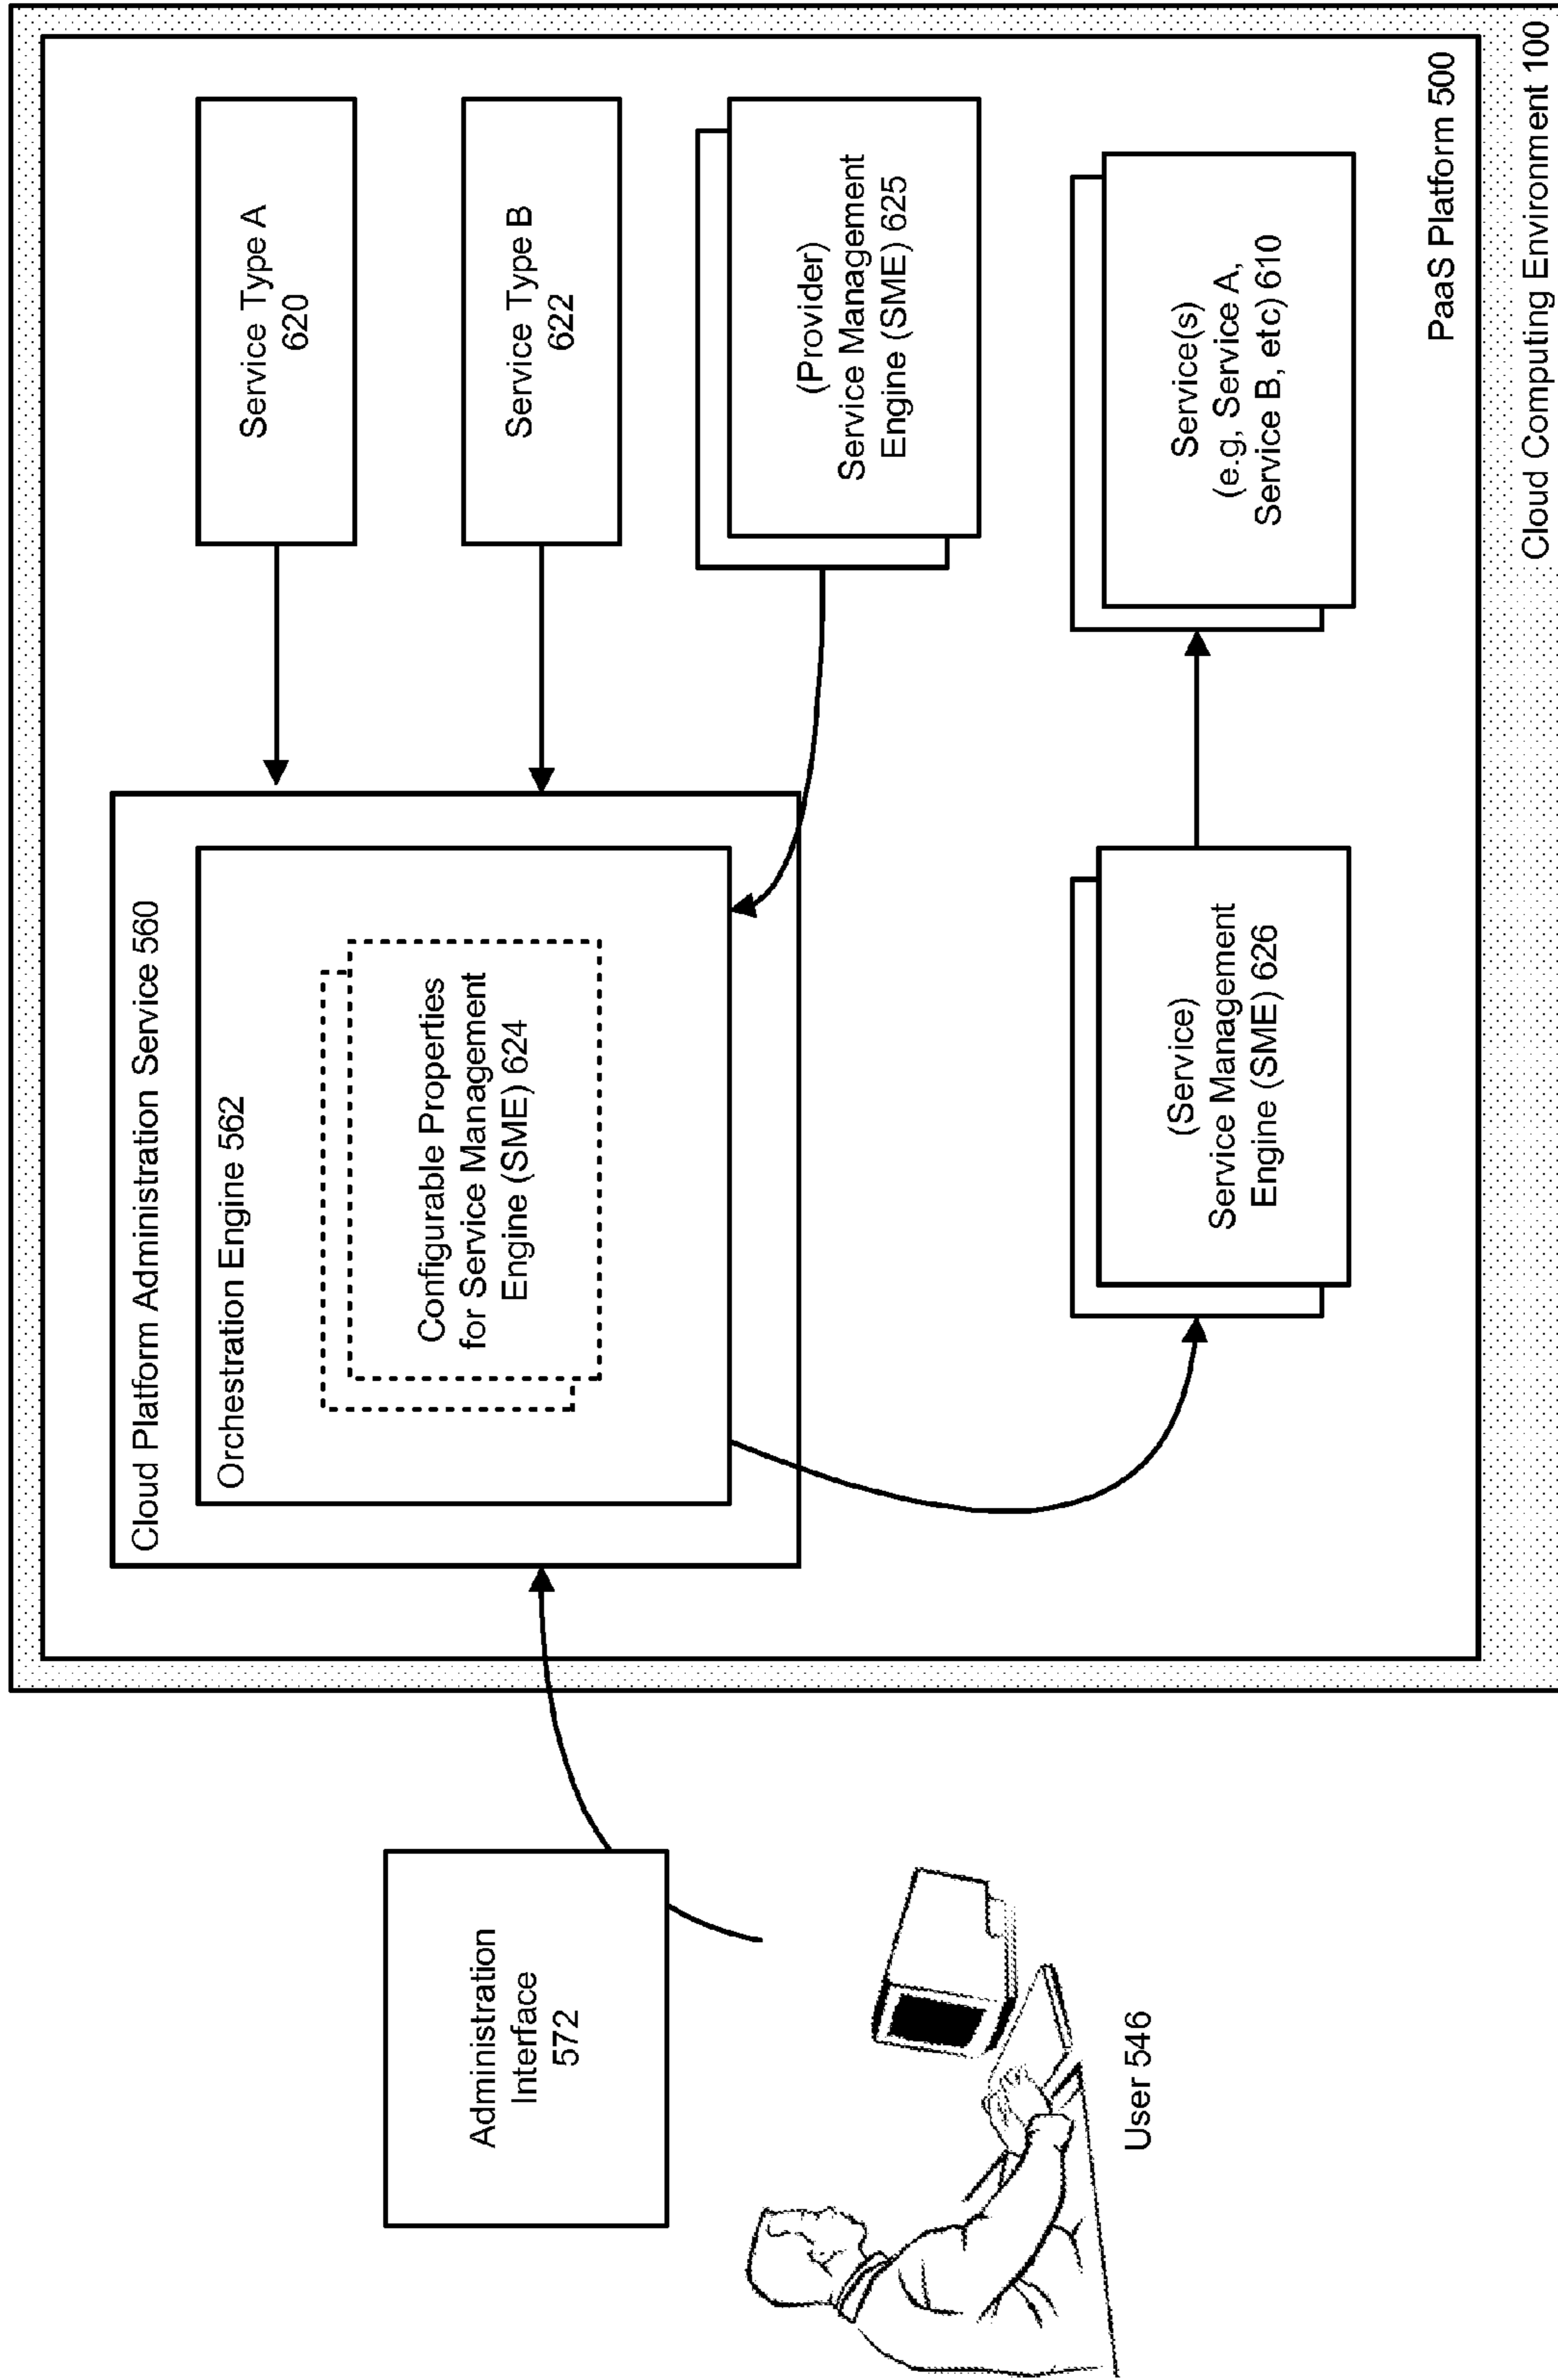 Cloud Platform Administration Service 560
Orchestration Engine 562
Configurable Properties
for Service Management
Engine (SME) 624
Service Type A
620
Service Type B
622
(Provider)
Service Management
Engine (SME) 625
Administration
Interface
572
User 546
(Service)
Service Management
Engine (SME) 626
Service(s)
(e.g, Service A,
Service B, etc) 610
PaaS Platform 500
Cloud Computing Environment 100